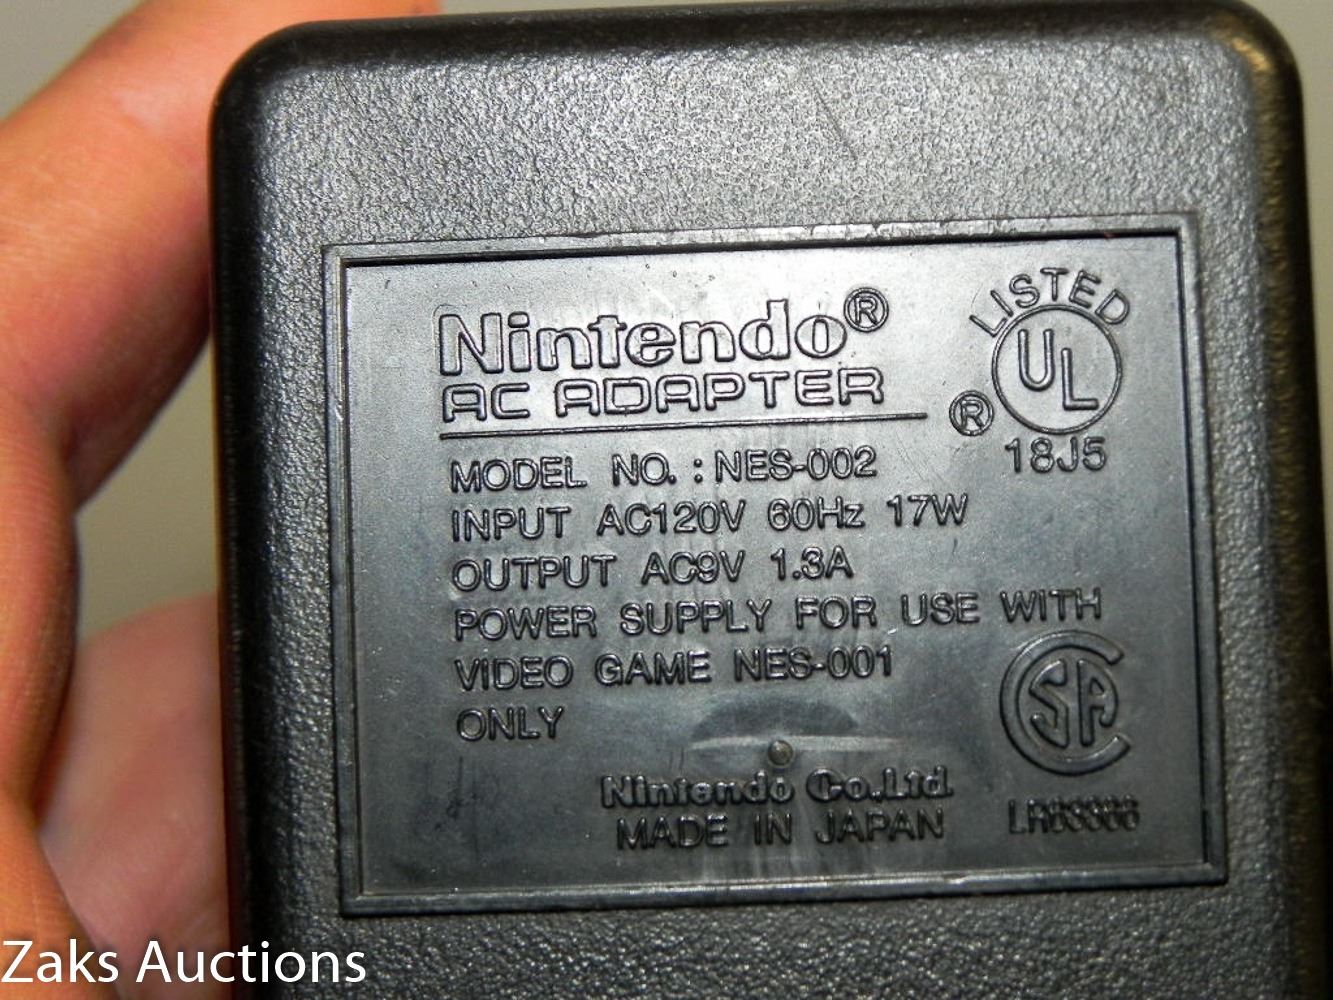 Nintendo®
AC ADAPTER
LISTED
UL
®
18J5
MODEL NO. : NES-002
INPUT AC120V 60Hz 17W
OUTPUT AC9V 1.3A
POWER SUPPLY FOR USE WITH
VIDEO GAME NES-001
ONLY
SA
Nintendo Co.,Ltd.
MADE IN JAPAN
Zaks Auctions